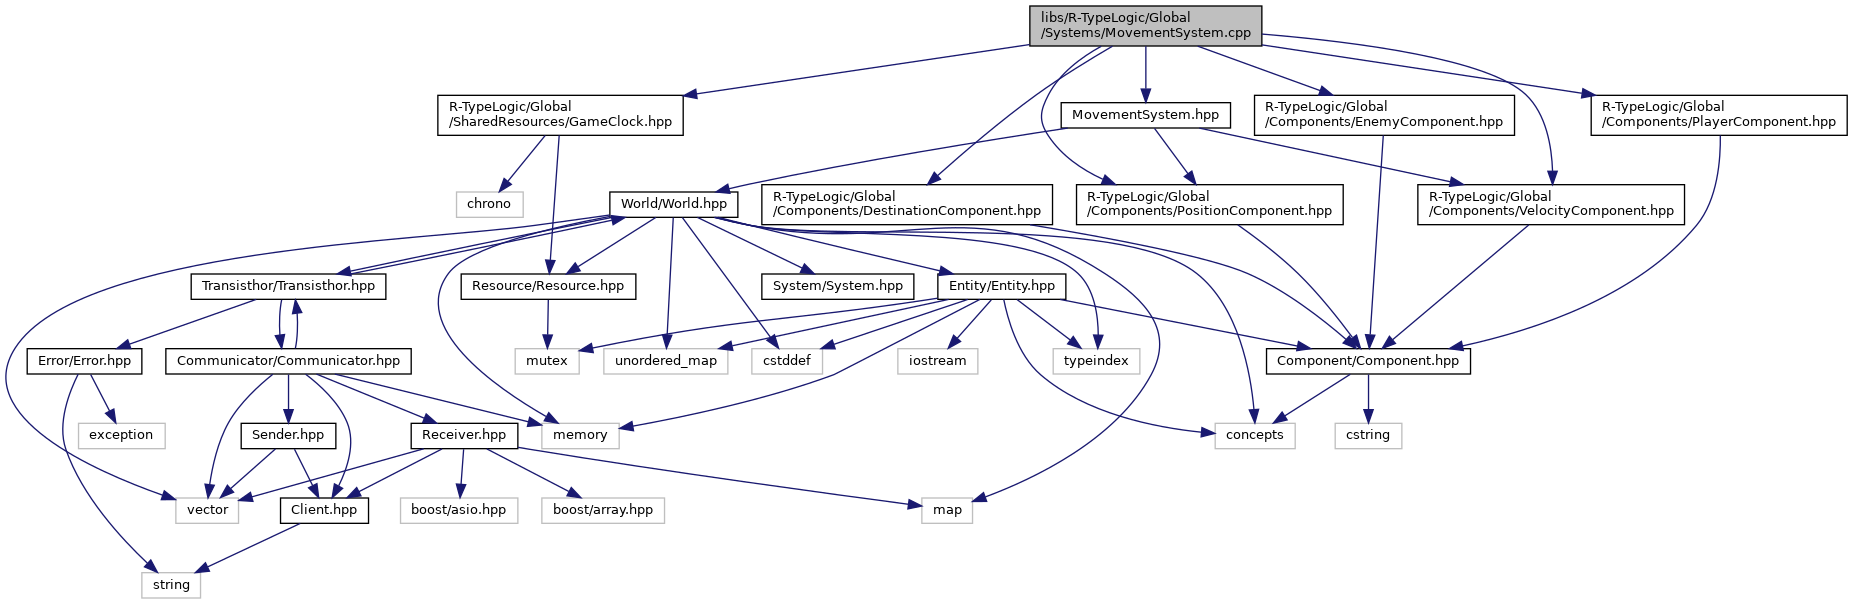 libs/R-TypeLogic/Global
/Systems/MovementSystem.cpp
R-TypeLogic/Global
/SharedResources/GameClock.hpp
MovementSystem.hpp
R-TypeLogic/Global
/Components/EnemyComponent.hpp
R-TypeLogic/Global
/Components/PlayerComponent.hpp
chrono
World/World.hpp
R-TypeLogic/Global
/Components/DestinationComponent.hpp
R-TypeLogic/Global
/Components/PositionComponent.hpp
R-TypeLogic/Global
/Components/VelocityComponent.hpp
Transisthor/Transisthor.hpp
Resource/Resource.hpp
System/System.hpp
Entity/Entity.hpp
Error/Error.hpp
Communicator/Communicator.hpp
mutex
unordered_map
cstddef
iostream
typeindex
Component/Component.hpp
exception
Sender.hpp
Receiver.hpp
memory
concepts
cstring
vector
Client.hpp
boost/asio.hpp
boost/array.hpp
map
string